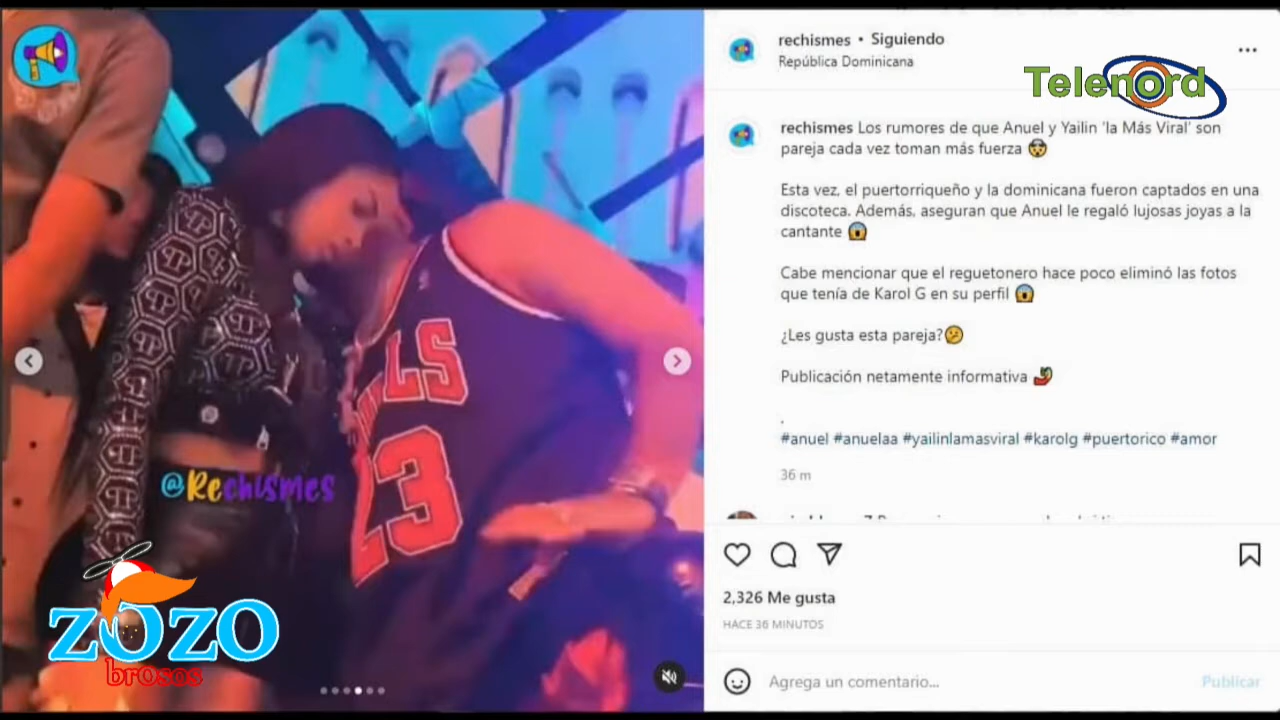 rechismes • Siguiendo
República Dominicana
Telenord
rechismes Los rumores de que Anuel y Yailin 'la Más Viral' son
pareja cada vez toman más fuerza 😯
Esta vez, el puertorriqueño y la dominicana fueron captados en una
discoteca. Además, aseguran que Anuel le regaló lujosas joyas a la
cantante 😱
Cabe mencionar que el reguetonero hace poco eliminó las fotos
que tenía de Karol G en su perfil 😱
¿Les gusta esta pareja?😕
Publicación netamente informativa
.
#anuel #anuelaa #yailinlamasviral #karolg #puertorico #amor
36 m
2,326 Me gusta
HACE 36 MINUTOS
Agrega un comentario...
Publicar
BULLS
23
@Rechismes
ZOZO
brosos